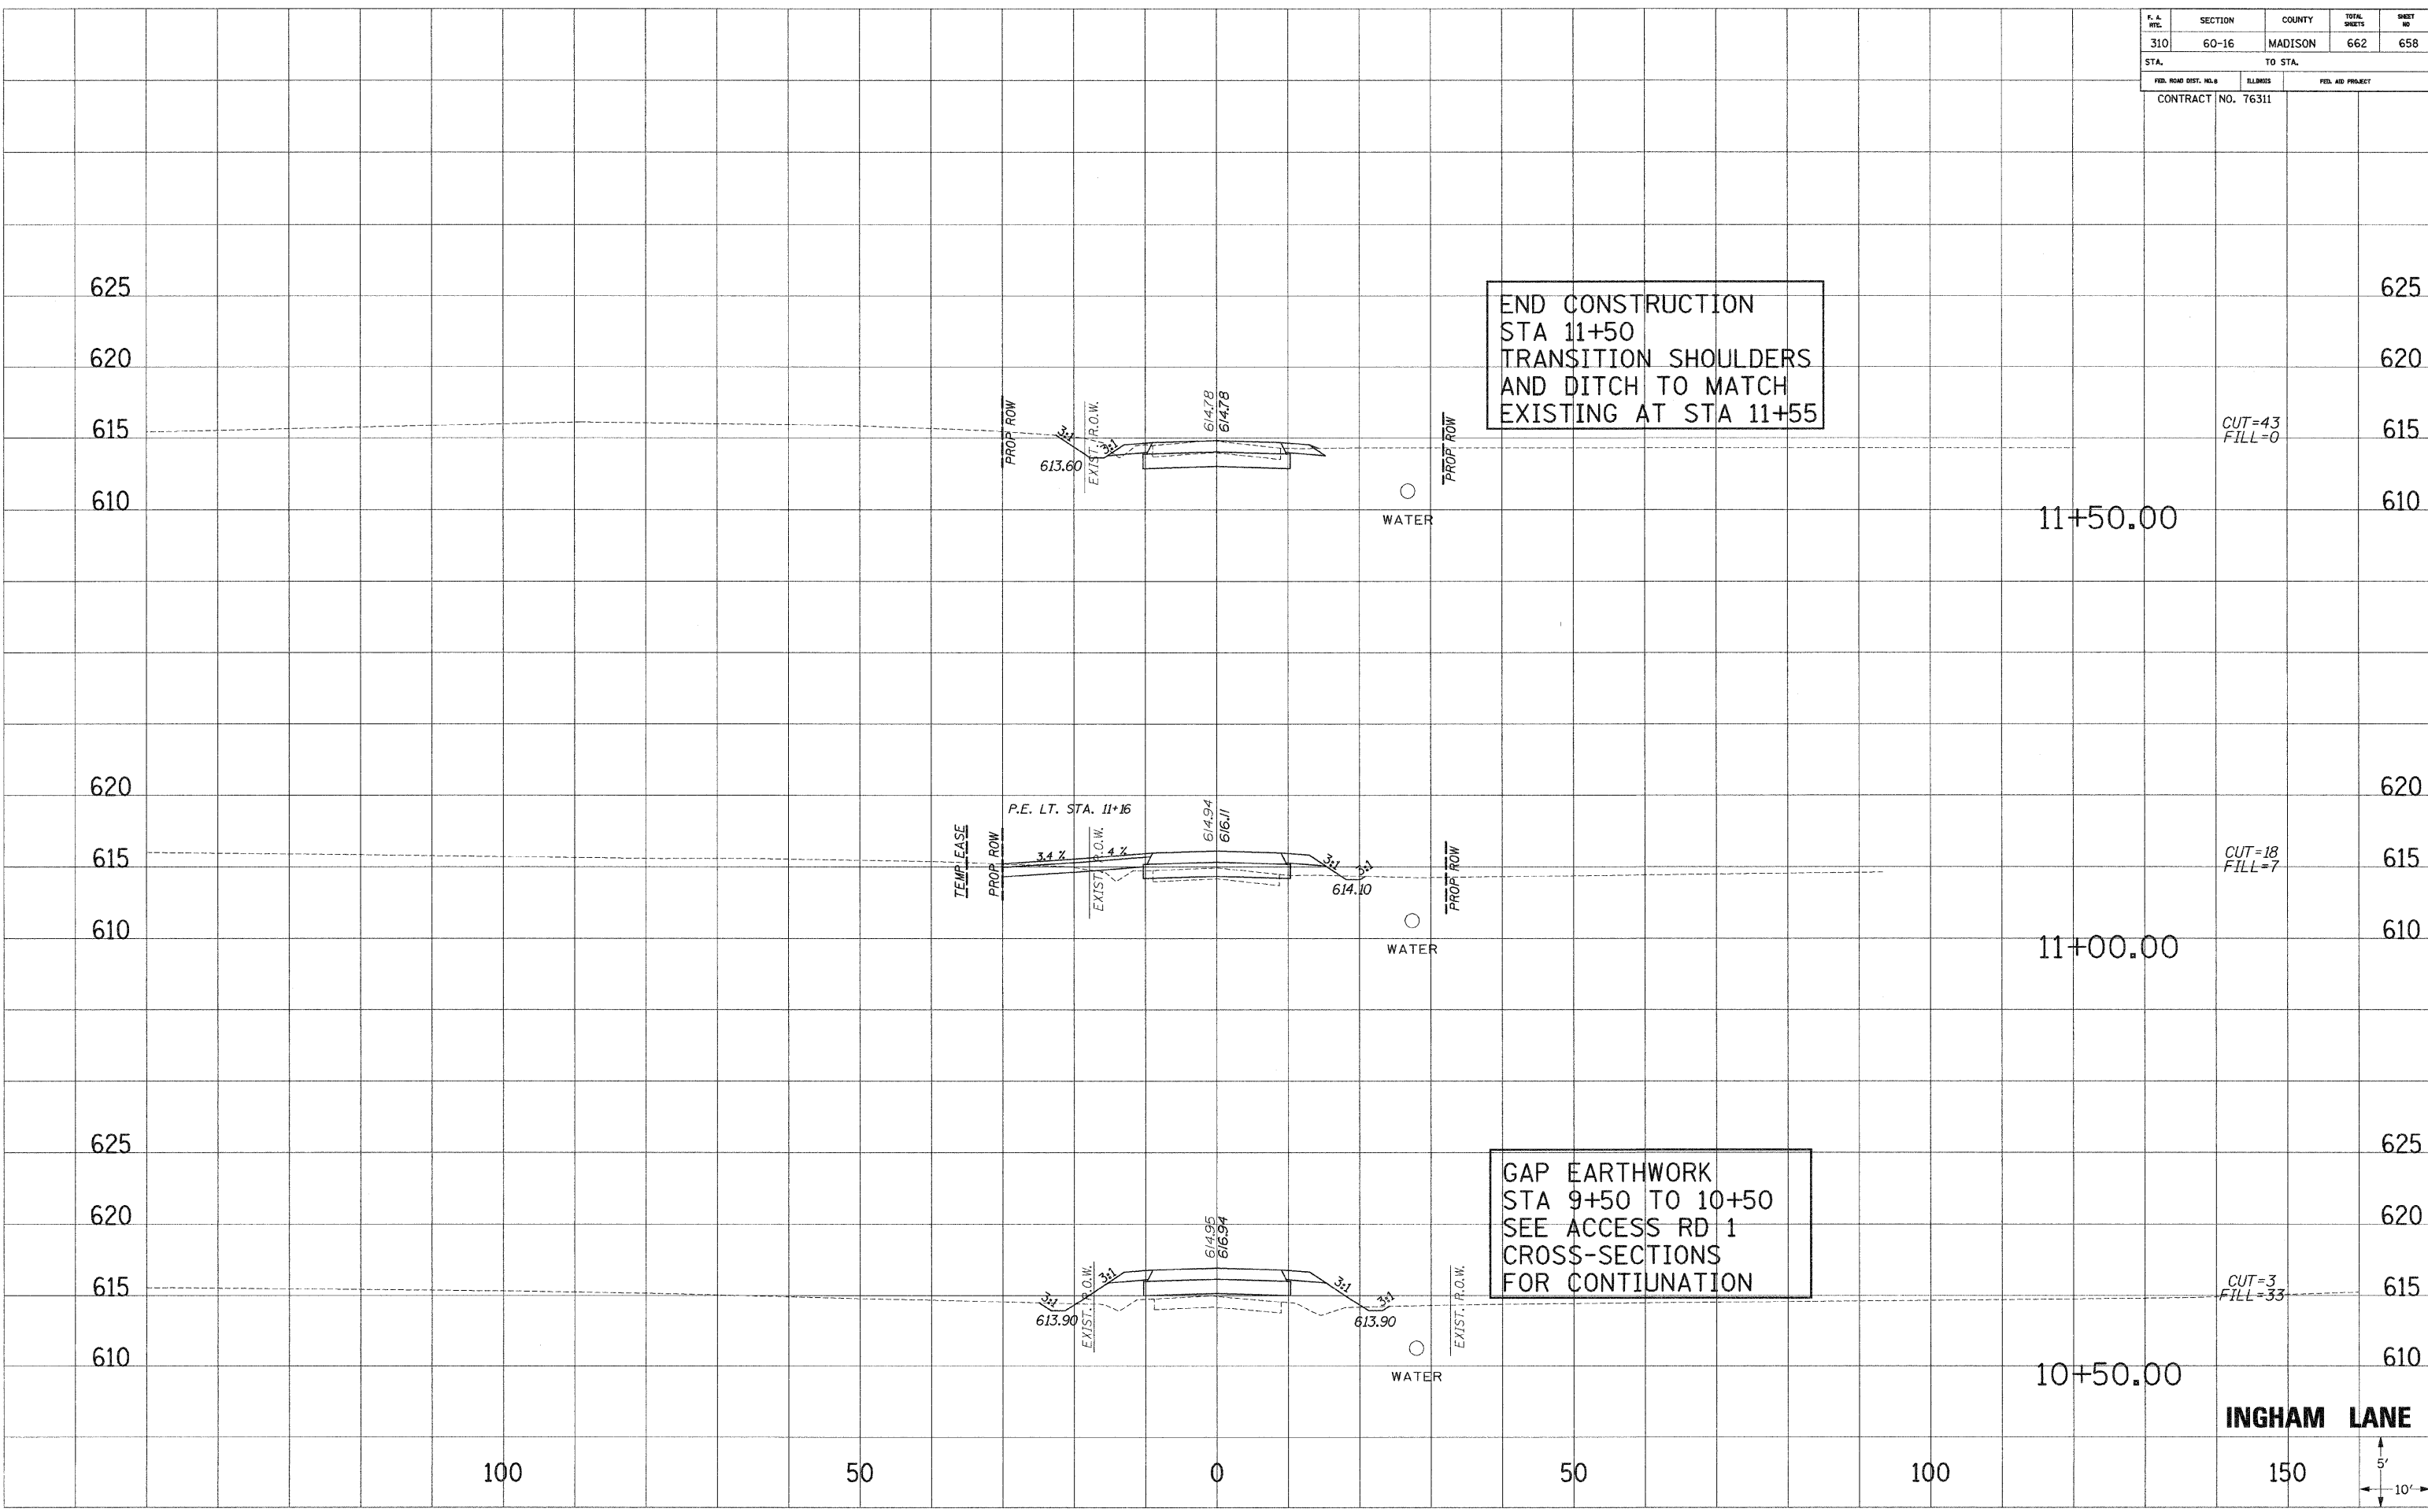 F. A. RTE. SECTION COUNTY TOTAL SHEETS SHEET NO
310 60-16 MADISON 662 658
STA. TO STA.
FED. ROAD DIST. NO. 8 ILLINOIS FED. AID PROJECT
CONTRACT NO. 76311
625 625
END CONSTRUCTION
STA 11+50
TRANSITION SHOULDERS
AND DITCH TO MATCH
EXISTING AT STA 11+55
620 620
PROP ROW
EXIST. R.O.W.
614.78
614.78
PROP ROW
CUT=43
FILL=0
615 615
3:1
3:1
613.60
610 610
WATER
11+50.00
620 620
P.E. LT. STA. 11+16
TEMP EASE
PROP. ROW
EXIST. R.O.W.
614.94
616.11
PROP ROW
CUT=18
FILL=7
615 615
3.4 %
4 %
3:1
3:1
614.10
610 610
WATER
11+00.00
625 625
GAP EARTHWORK
STA 9+50 TO 10+50
SEE ACCESS RD 1
CROSS-SECTIONS
FOR CONTIUNATION
620 620
614.95
616.94
EXIST. R.O.W.
EXIST. R.O.W.
CUT=3
FILL=33
615 615
3:1
3:1
3:1
3:1
613.90
613.90
610 610
WATER
10+50.00
INGHAM LANE
100 50 0 50 100 150
5'
10'